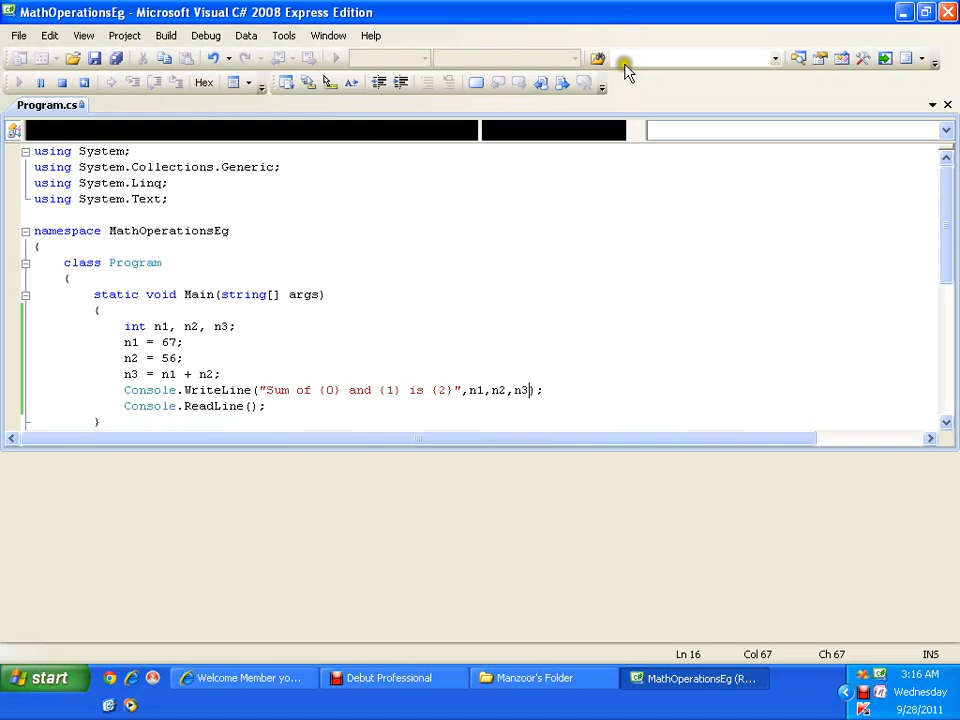 MathOperationsEg - Microsoft Visual C# 2008 Express Edition
File Edit View Project Build Debug Data Tools Window Help
Hex
Program.cs
using System;
using System.Collections.Generic;
using System.Linq;
using System.Text;
namespace MathOperationsEg
{
class Program
{
static void Main(string[] args)
{
int n1, n2, n3;
n1 = 67;
n2 = 56;
n3 = n1 + n2;
Console.WriteLine("Sum of {0} and {1} is {2}",n1,n2,n3);
Console.ReadLine();
}
Ln 16 Col 67 Ch 67 INS
start Welcome Member yo... Debut Professional Manzoor's Folder MathOperationsEg (R... 3:16 AM
Wednesday
9/28/2011